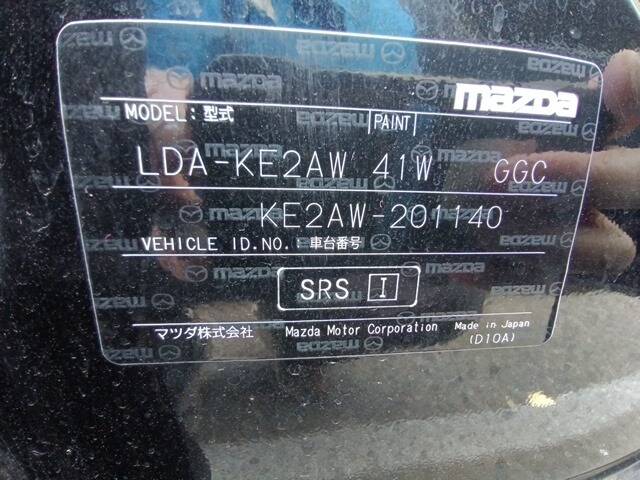 mazda
MODEL: 型式
PAINT
LDA-KE2AW 41W GGC
KE2AW-201140
VEHICLE ID.NO.: 車台番号
SRS I
マツダ株式会社 Mazda Motor Corporation Made in Japan
(D10A)